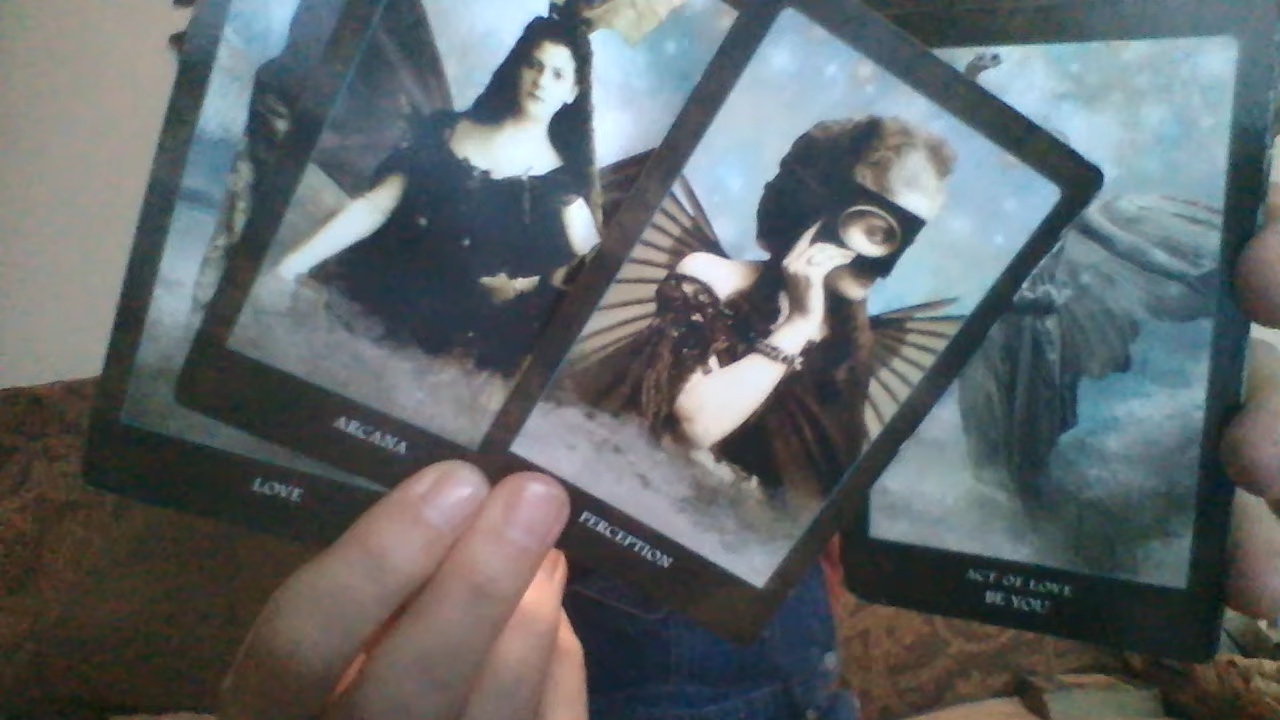 LOVE
ARCANA
PERCEPTION
ACT OF LOVE
BE YOU